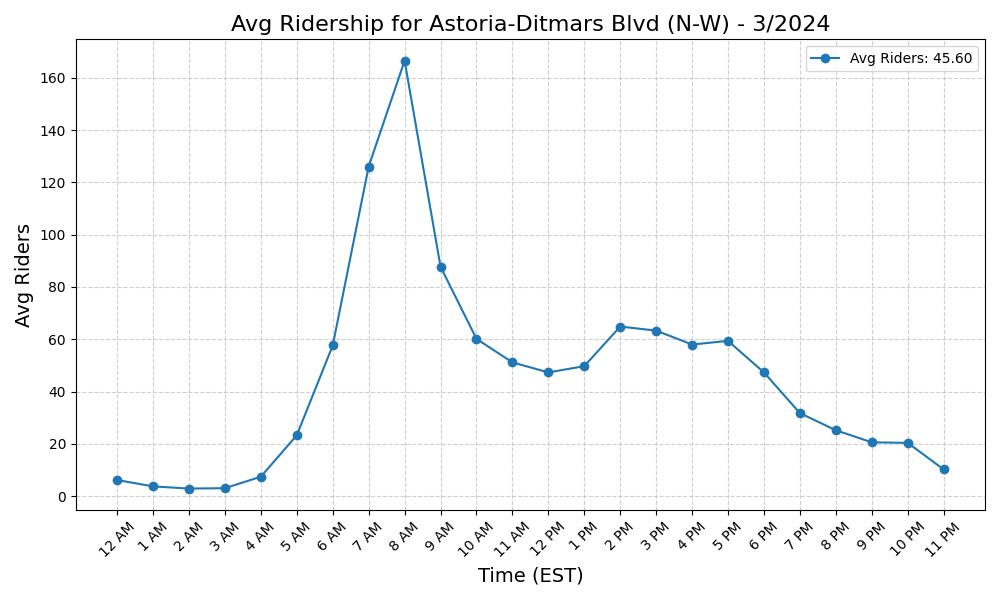 Avg Ridership for Astoria-Ditmars Blvd (N-W) - 3/2024
Avg Riders: 45.60
Avg Riders
160
140
120
100
80
60
40
20
0
12 AM
1 AM
2 AM
3 AM
4 AM
5 AM
6 AM
7 AM
8 AM
9 AM
10 AM
11 AM
12 PM
1 PM
2 PM
3 PM
4 PM
5 PM
6 PM
7 PM
8 PM
9 PM
10 PM
11 PM
Time (EST)